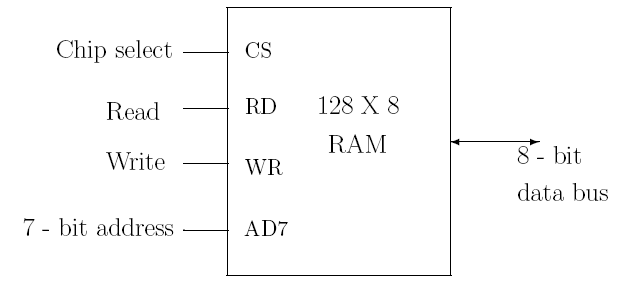 Chip select CS
Read RD 128 X 8
RAM
Write WR
8 - bit
data bus
7 - bit address AD7